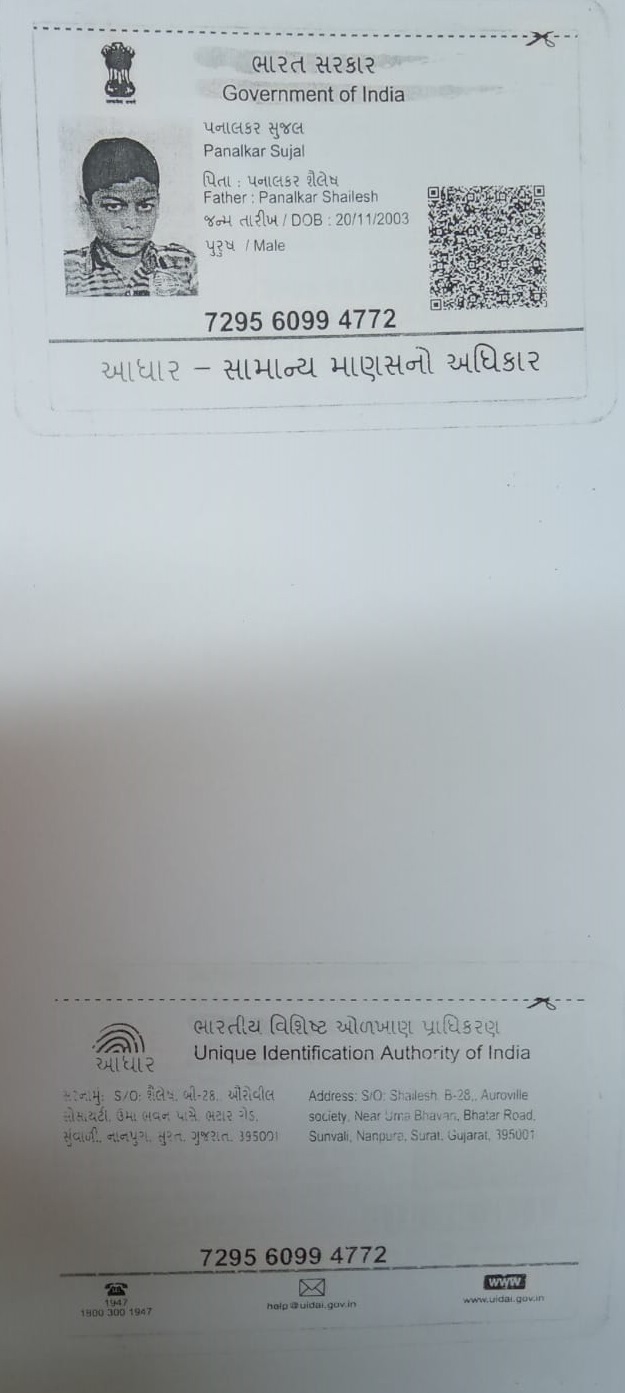 ભારત સરકાર
Government of India
પનાલકર સુજલ
Panalkar Sujal
પિતા : પનાલકર શૈલેષ
Father : Panalkar Shailesh
જન્મ તારીખ / DOB : 20/11/2003
પુરુષ / Male
7295 6099 4772
આધાર – સામાન્ય માણસનો અધિકાર
ભારતીય વિશિષ્ટ ઓળખાણ પ્રાધિકરણ
Unique Identification Authority of India
આધાર
સરનામું: S/O: શૈલેષ, બી-28,, ઔરોવીલ
સોસાયટી, ઉમા ભવન પાસે, ભટાર રોડ,
સુંવાળી, નાનપુરા, સુરત, ગુજરાત, 395001
Address: S/O: Shailesh, B-28,, Auroville
society, Near Uma Bhavan, Bhatar Road,
Sunvali, Nanpura, Surat, Gujarat, 395001
7295 6099 4772
1947
1800 300 1947
help@uidai.gov.in
www
www.uidai.gov.in